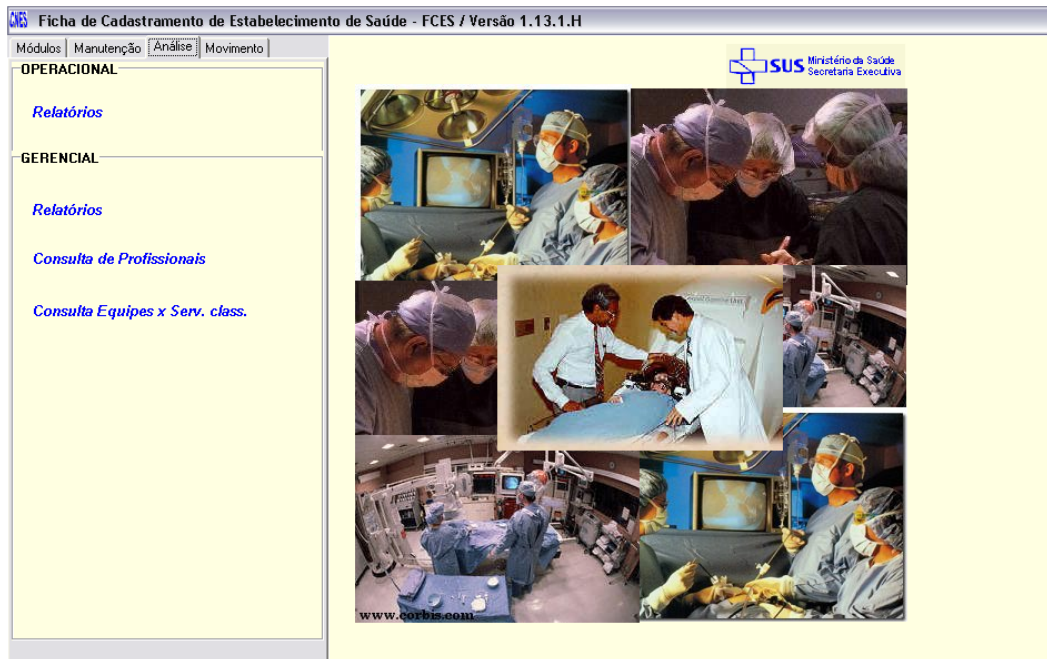 CNES Ficha de Cadastramento de Estabelecimento de Saúde - FCES / Versão 1.13.1.H
Módulos Manutenção Análise Movimento
OPERACIONAL
Relatórios
GERENCIAL
Relatórios
Consulta de Profissionais
Consulta Equipes x Serv. class.
SUS Ministério da Saúde
Secretaria Executiva
www.corbis.com